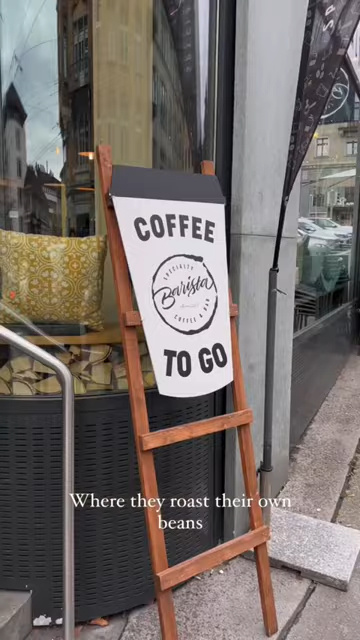 COFFEE
SPECIALTY
Barista
COFFEE & BAR
TO GO
Where they roast their own
beans